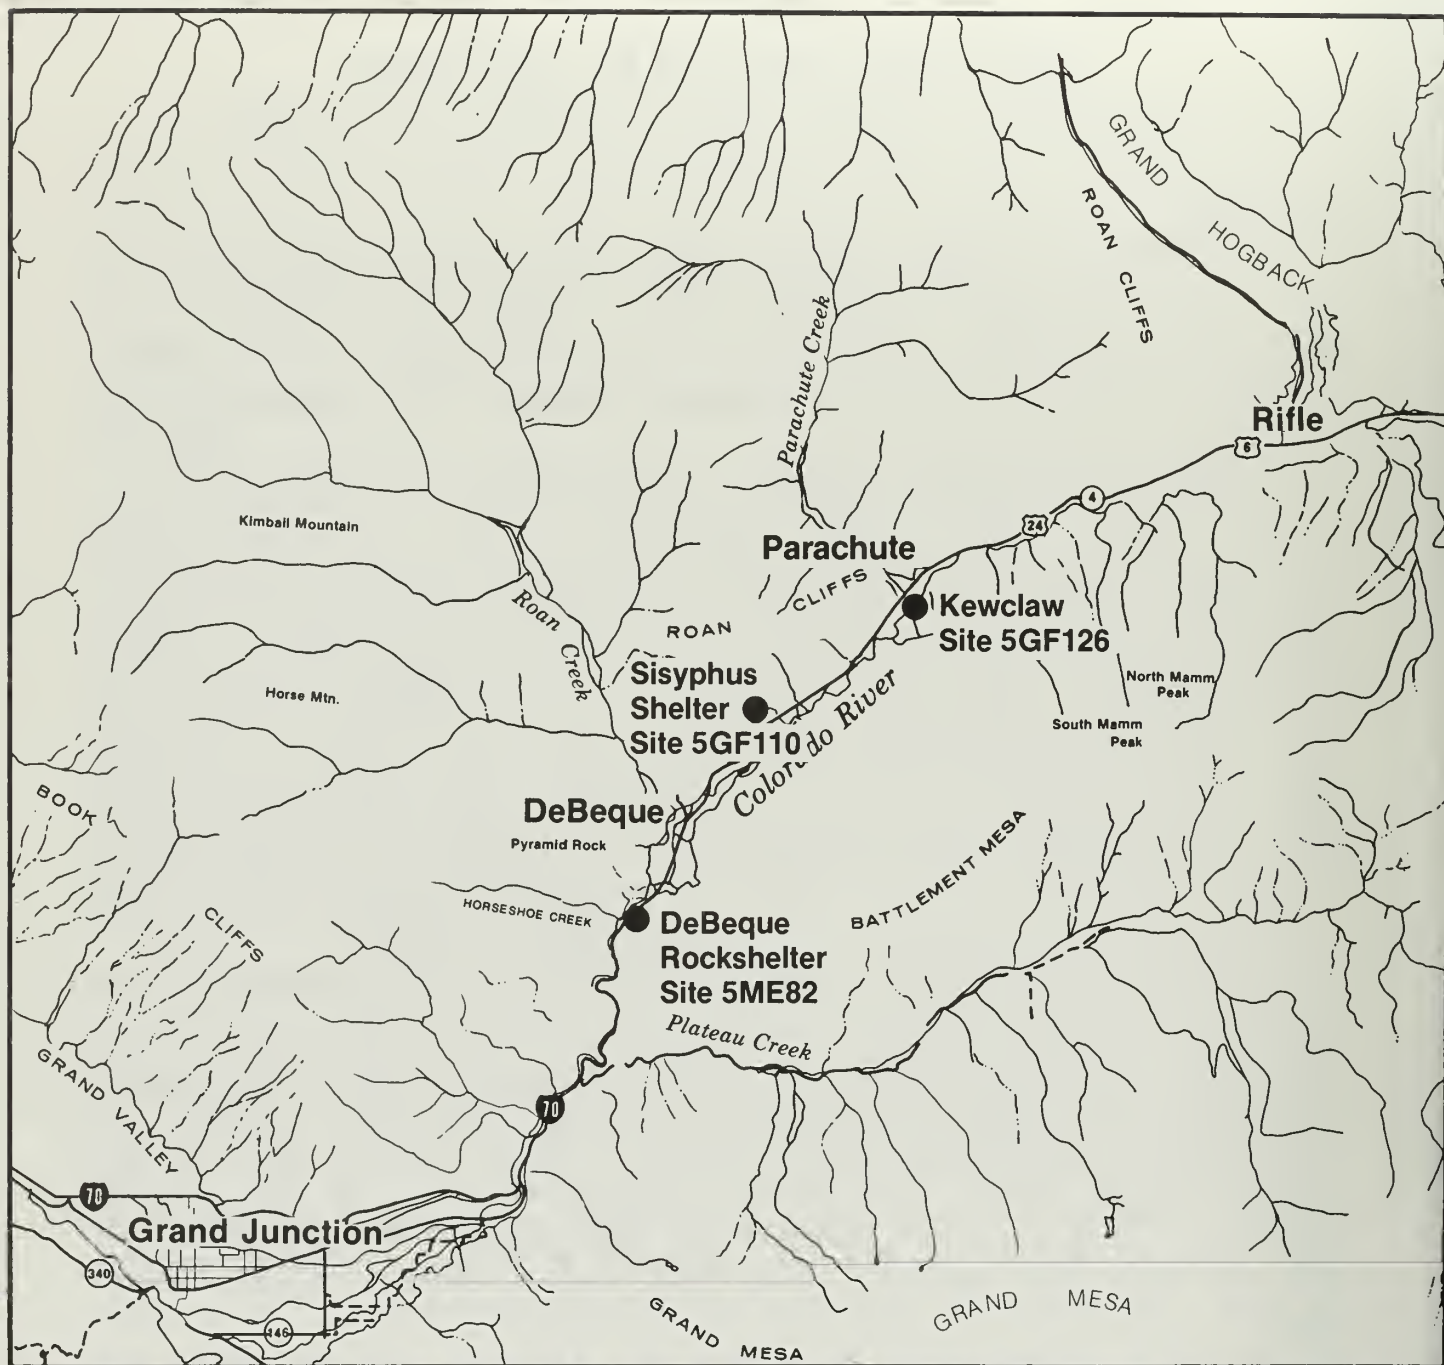 GRAND
HOGBACK
ROAN
CLIFFS
Parachute Creek
Rifle
6
4
24
Kimball Mountain
Parachute
CLIFFS
Roan
Creek
ROAN
Kewclaw
Site 5GF126
Sisyphus
Shelter
Site 5GF110
North Mamm
Peak
Horse Mtn.
South Mamm
Peak
Colorado River
BOOK
CLIFFS
DeBeque
Pyramid Rock
HORSESHOE CREEK
BATTLEMENT MESA
DeBeque
Rockshelter
Site 5ME82
Plateau Creek
GRAND VALLEY
70
70
Grand Junction
340
146
GRAND MESA
GRAND MESA